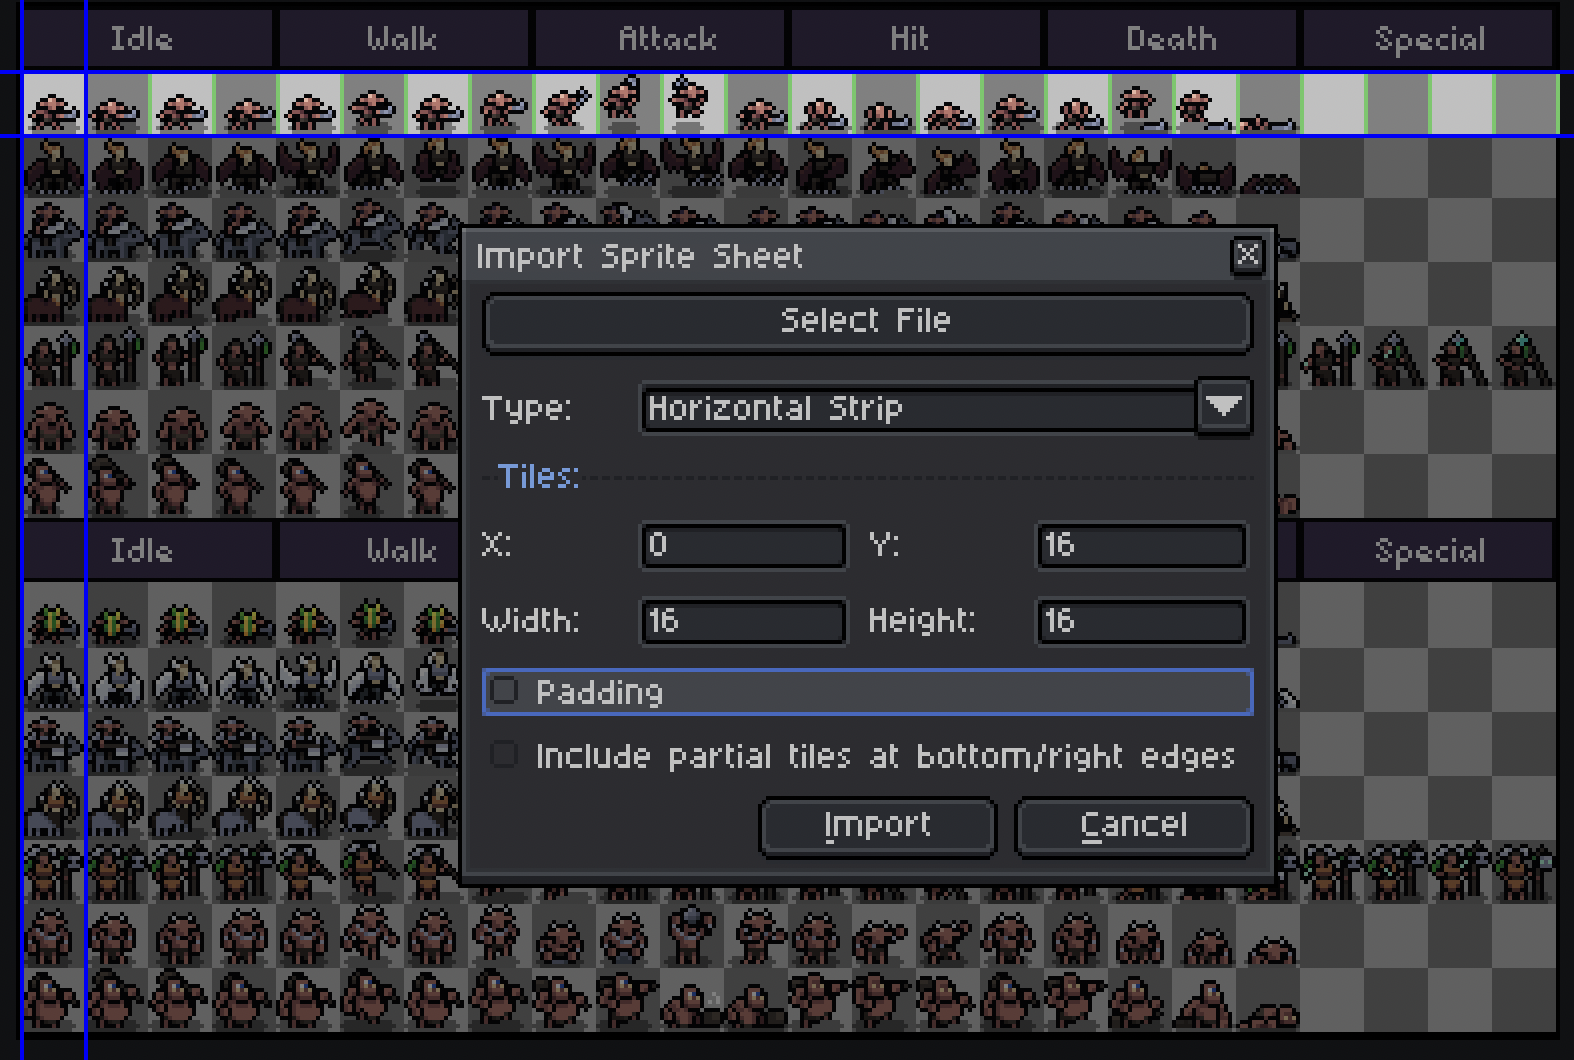 Idle Walk Attack Hit Death Special
Import Sprite Sheet
Select File
Type: Horizontal Strip
Tiles:
Idle Walk Special
X: 0 Y: 16
Width: 16 Height: 16
Padding
Include partial tiles at bottom/right edges
Import Cancel